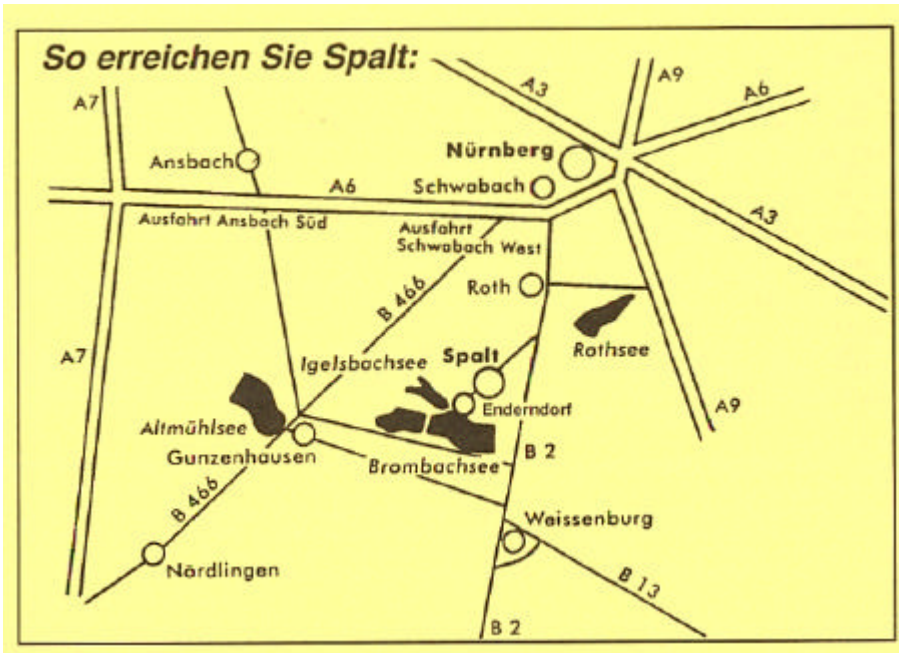 So erreichen Sie Spalt:
A7
A3
A9
A6
Ansbach
Nürnberg
A6
Schwabach
Ausfahrt Ansbach Süd
Ausfahrt
Schwabach West
A3
B 466
Roth
A7
Igelsbachsee
Spalt
Rothsee
Enderndorf
A9
Altmühlsee
Gunzenhausen
Brombachsee
B 2
B 466
Weissenburg
Nördlingen
B 13
B 2